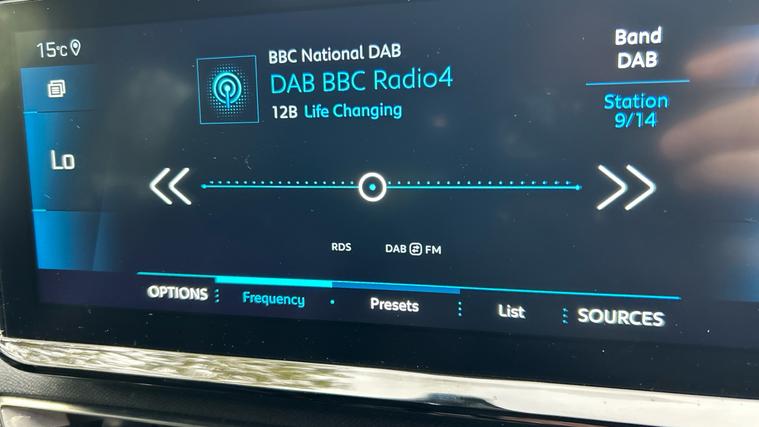 15°C
BBC National DAB
DAB BBC Radio4
12B Life Changing
Band
DAB
Station
9/14
Lo
RDS DAB FM
OPTIONS Frequency Presets List SOURCES